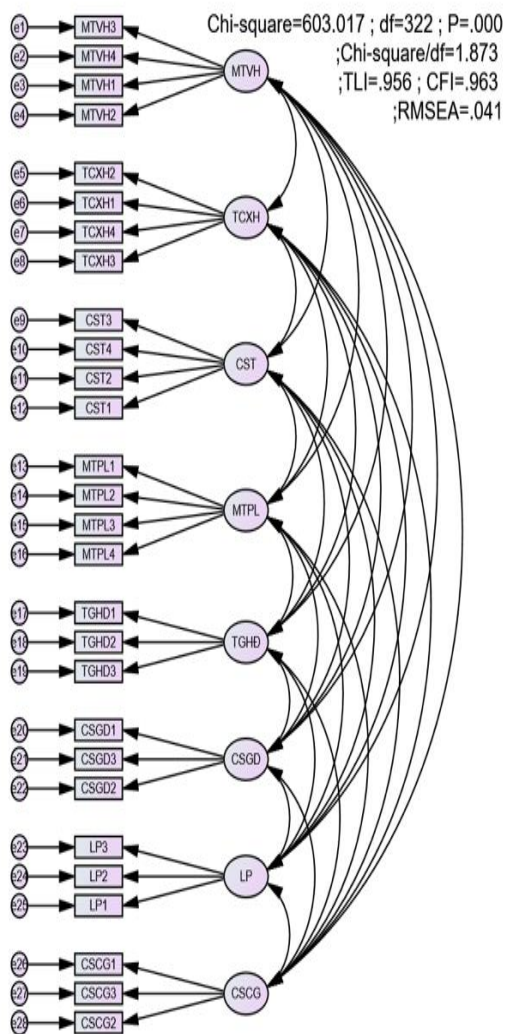 Chi-square=603.017 ; df=322 ; P=.000
;Chi-square/df=1.873
;TLI=.956 ; CFI=.963
;RMSEA=.041
e1 MTVH3
e2 MTVH4
MTVH
e3 MTVH1
e4 MTVH2
e5 TCXH2
e6 TCXH1
TCXH
e7 TCXH4
e8 TCXH3
e9 CST3
e10 CST4
CST
e11 CST2
e12 CST1
e13 MTPL1
e14 MTPL2
MTPL
e15 MTPL3
e16 MTPL4
e17 TGHD1
e18 TGHD2 TGHĐ
e19 TGHD3
e20 CSGD1
e21 CSGD3 CSGD
e22 CSGD2
e23 LP3
e24 LP2 LP
e25 LP1
e26 CSCG1
e27 CSCG3 CSCG
e28 CSCG2